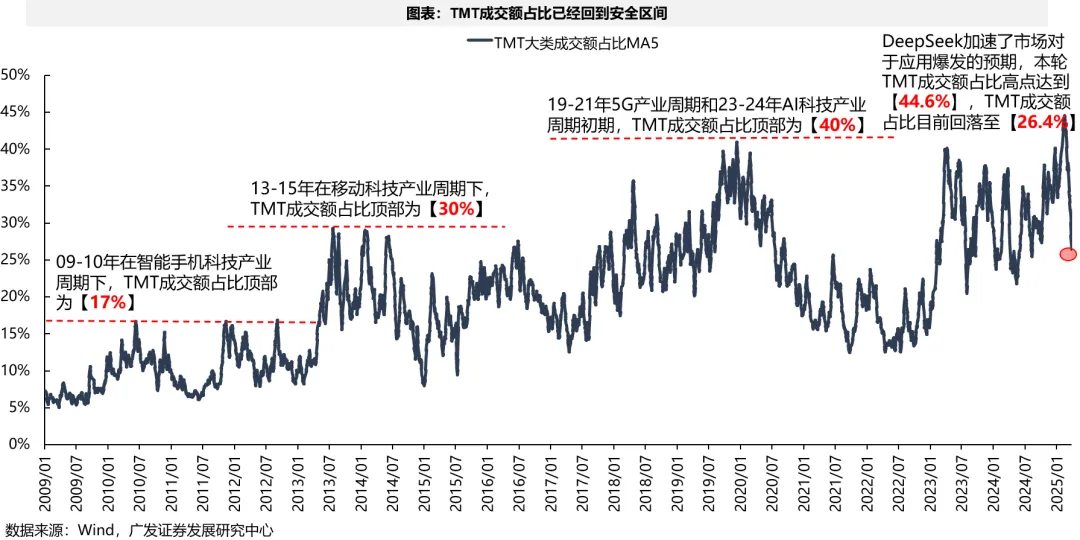 图表：TMT成交额占比已经回到安全区间
TMT大类成交额占比MA5
DeepSeek加速了市场对
于应用爆发的预期，本轮
TMT成交额占比高点达到
【44.6%】，TMT成交额
占比目前回落至【26.4%】
19-21年5G产业周期和23-24年AI科技产业
周期初期，TMT成交额占比顶部为【40%】
13-15年在移动科技产业周期下，
TMT成交额占比顶部为【30%】
09-10年在智能手机科技产业
周期下，TMT成交额占比顶部
为【17%】
50%
45%
40%
35%
30%
25%
20%
15%
10%
5%
0%
2009/01
2009/07
2010/01
2010/07
2011/01
2011/07
2012/01
2012/07
2013/01
2013/07
2014/01
2014/07
2015/01
2015/07
2016/01
2016/07
2017/01
2017/07
2018/01
2018/07
2019/01
2019/07
2020/01
2020/07
2021/01
2021/07
2022/01
2022/07
2023/01
2023/07
2024/01
2024/07
2025/01
数据来源：Wind，广发证券发展研究中心